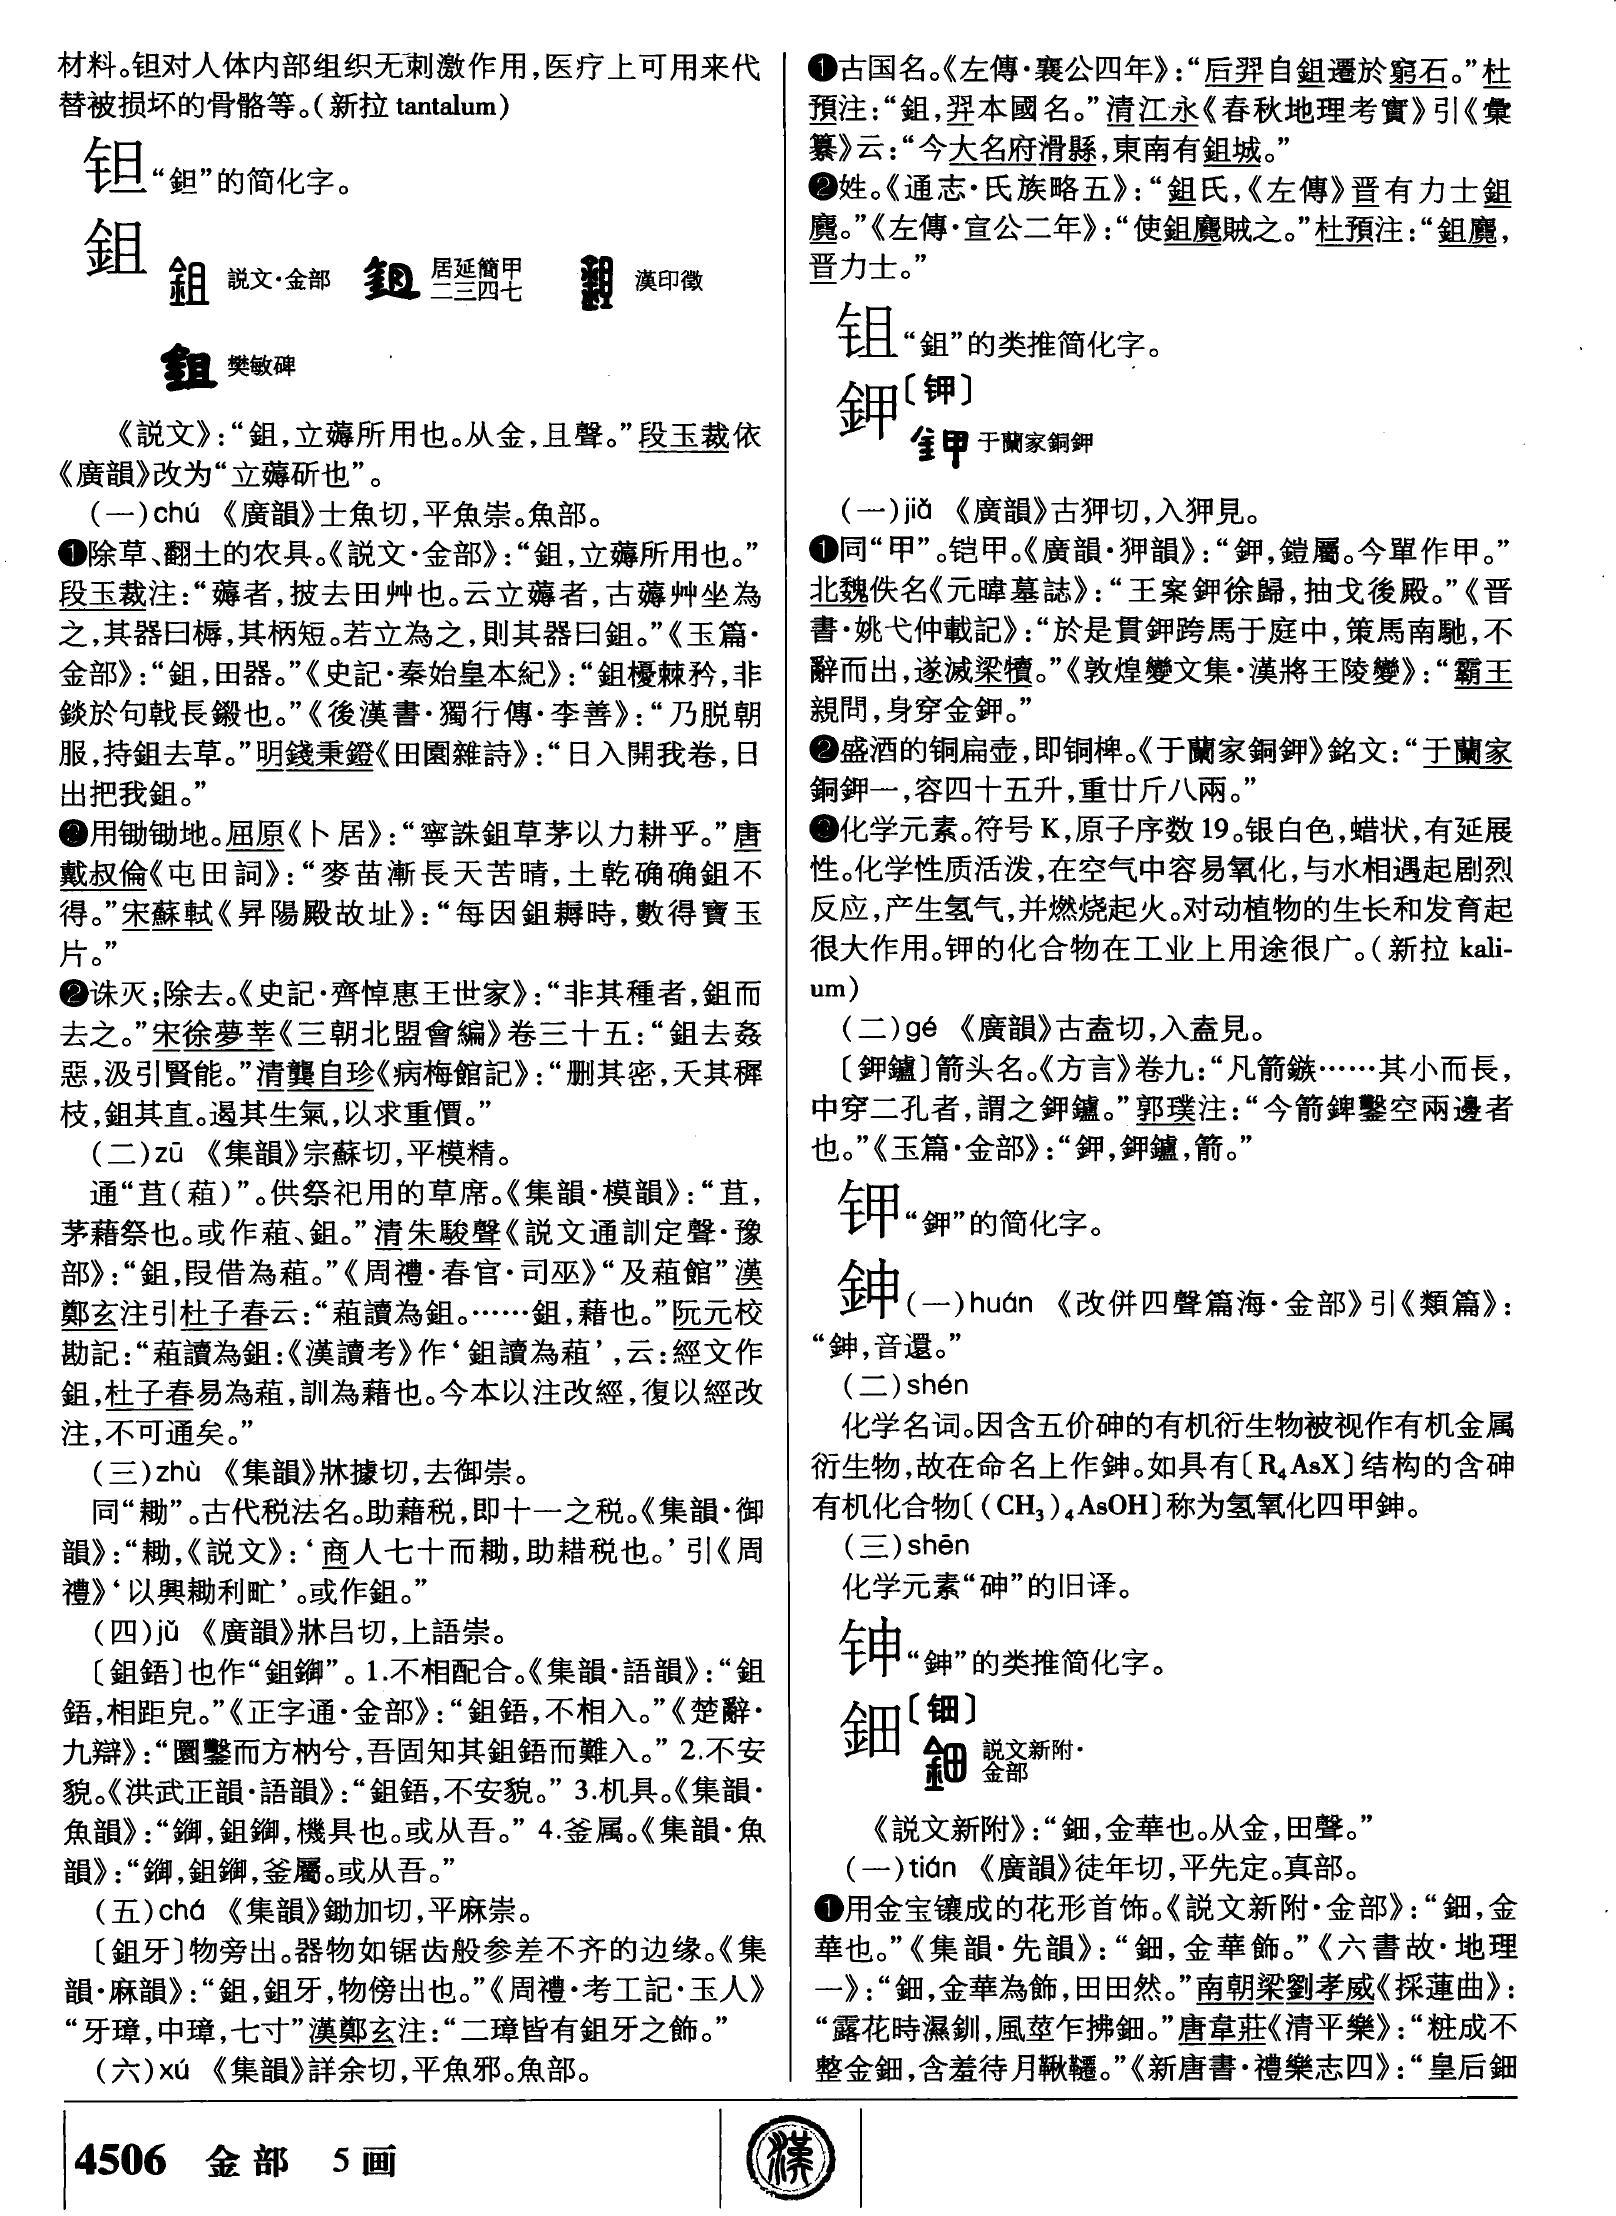 材料。钽对人体内部组织无刺激作用，医疗上可用来代
替被损坏的骨骼等。（新拉 tantalum）
钽“鉭”的简化字。
鉏
説文·金部
居延簡甲
二三四七
漢印徵
樊敏碑
《説文》：“鉏，立薅所用也。从金，且聲。”段玉裁依
《廣韻》改为“立薅斫也”。
（一）chú 《廣韻》士魚切，平魚崇。魚部。
❶除草、翻土的农具。《説文·金部》：“鉏，立薅所用也。”
段玉裁注：“薅者，披去田艸也。云立薅者，古薅艸坐為
之，其器曰槈，其柄短。若立為之，則其器曰鉏。”《玉篇·
金部》：“鉏，田器。”《史記·秦始皇本紀》：“鉏櫌棘矜，非
錟於句戟長鎩也。”《後漢書·獨行傳·李善》：“乃脱朝
服，持鉏去草。”明錢秉鐙《田園雜詩》：“日入開我卷，日
出把我鉏。”
❷用锄锄地。屈原《卜居》：“寧誅鉏草茅以力耕乎。”唐
戴叔倫《屯田詞》：“麥苗漸長天苦晴，土乾确确鉏不
得。”宋蘇軾《昇陽殿故址》：“每因鉏耨時，數得寶玉
片。”
❷诛灭；除去。《史記·齊悼惠王世家》：“非其種者，鉏而
去之。”宋徐夢莘《三朝北盟會編》卷三十五：“鉏去姦
惡，汲引賢能。”清龔自珍《病梅館記》：“删其密，夭其稺
枝，鉏其直。遏其生氣，以求重價。”
（二）zū 《集韻》宗蘇切，平模精。
通“苴（蒩）”。供祭祀用的草席。《集韻·模韻》：“苴，
茅藉祭也。或作蒩、鉏。”清朱駿聲《説文通訓定聲·豫
部》：“鉏，叚借為蒩。”《周禮·春官·司巫》“及蒩館”漢
鄭玄注引杜子春云：“蒩讀為鉏。……鉏，藉也。”阮元校
勘記：“蒩讀為鉏：《漢讀考》作‘鉏讀為蒩’，云：經文作
鉏，杜子春易為蒩，訓為藉也。今本以注改經，復以經改
注，不可通矣。”
（三）zhù 《集韻》牀據切，去御崇。
同“耡”。古代税法名。助藉税，即十一之税。《集韻·御
韻》：“耡，《説文》：‘商人七十而耡，助耤税也。’引《周
禮》‘以興耡利甿’。或作鉏。”
（四）jǔ 《廣韻》牀吕切，上語崇。
〔鉏鋙〕也作“鉏鋤”。1.不相配合。《集韻·語韻》：“鉏
鋙，相距皃。”《正字通·金部》：“鉏鋙，不相入。”《楚辭·
九辯》：“圜鑿而方枘兮，吾固知其鉏鋙而難入。” 2.不安
貌。《洪武正韻·語韻》：“鉏鋙，不安貌。” 3.机具。《集韻·
魚韻》：“鋤，鉏鋤，機具也。或从吾。” 4.釜属。《集韻·魚
韻》：“鋤，鉏鋤，釜屬。或从吾。”
（五）chá 《集韻》鋤加切，平麻崇。
〔鉏牙〕物旁出。器物如锯齿般参差不齐的边缘。《集
韻·麻韻》：“鉏，鉏牙，物傍出也。”《周禮·考工記·玉人》
“牙璋，中璋，七寸”漢鄭玄注：“二璋皆有鉏牙之飾。”
（六）xú 《集韻》詳余切，平魚邪。魚部。
❶古国名。《左傳·襄公四年》：“后羿自鉏遷於窮石。”杜
預注：“鉏，羿本國名。”清江永《春秋地理考實》引《彙
纂》云：“今大名府滑縣，東南有鉏城。”
❷姓。《通志·氏族略五》：“鉏氏，《左傳》晋有力士鉏
麑。”《左傳·宣公二年》：“使鉏麑賊之。”杜預注：“鉏麑，
晋力士。”
钼“鉏”的类推简化字。
鉀〔钾〕
于蘭家銅鉀
（一）jiǎ 《廣韻》古狎切，入狎見。
❶同“甲”。铠甲。《廣韻·狎韻》：“鉀，鎧屬。今單作甲。”
北魏佚名《元暐墓誌》：“王案鉀徐歸，抽戈後殿。”《晋
書·姚弋仲載記》：“於是貫鉀跨馬于庭中，策馬南馳，不
辭而出，遂滅梁犢。”《敦煌變文集·漢將王陵變》：“霸王
親問，身穿金鉀。”
❷盛酒的铜扁壶，即铜椑。《于蘭家銅鉀》銘文：“于蘭家
銅鉀一，容四十五升，重廿斤八兩。”
❸化学元素。符号 K，原子序数 19。银白色，蜡状，有延展
性。化学性质活泼，在空气中容易氧化，与水相遇起剧烈
反应，产生氢气，并燃烧起火。对动植物的生长和发育起
很大作用。钾的化合物在工业上用途很广。（新拉 kali-
um）
（二）gé 《廣韻》古盍切，入盍見。
〔鉀鑪〕箭头名。《方言》卷九：“凡箭鏃……其小而長，
中穿二孔者，謂之鉀鑪。”郭璞注：“今箭錍鑿空兩邊者
也。”《玉篇·金部》：“鉀，鉀鑪，箭。”
钾“鉀”的简化字。
鉮（一）huán 《改併四聲篇海·金部》引《類篇》：
“鉮，音還。”
（二）shén
化学名词。因含五价砷的有机衍生物被视作有机金属
衍生物，故在命名上作鉮。如具有〔R₄AsX〕结构的含砷
有机化合物〔(CH₃)₄AsOH〕称为氢氧化四甲鉮。
（三）shēn
化学元素“砷”的旧译。
𬬹“鉮”的类推简化字。
鈿〔钿〕
説文新附·
金部
《説文新附》：“鈿，金華也。从金，田聲。”
（一）tián 《廣韻》徒年切，平先定。真部。
❶用金宝镶成的花形首饰。《説文新附·金部》：“鈿，金
華也。”《集韻·先韻》：“鈿，金華飾。”《六書故·地理
一》：“鈿，金華為飾，田田然。”南朝梁劉孝威《採蓮曲》：
“露花時濕釧，風莖乍拂鈿。”唐韋莊《清平樂》：“粧成不
整金鈿，含羞待月鞦韆。”《新唐書·禮樂志四》：“皇后鈿
4506 金部 5画
漢